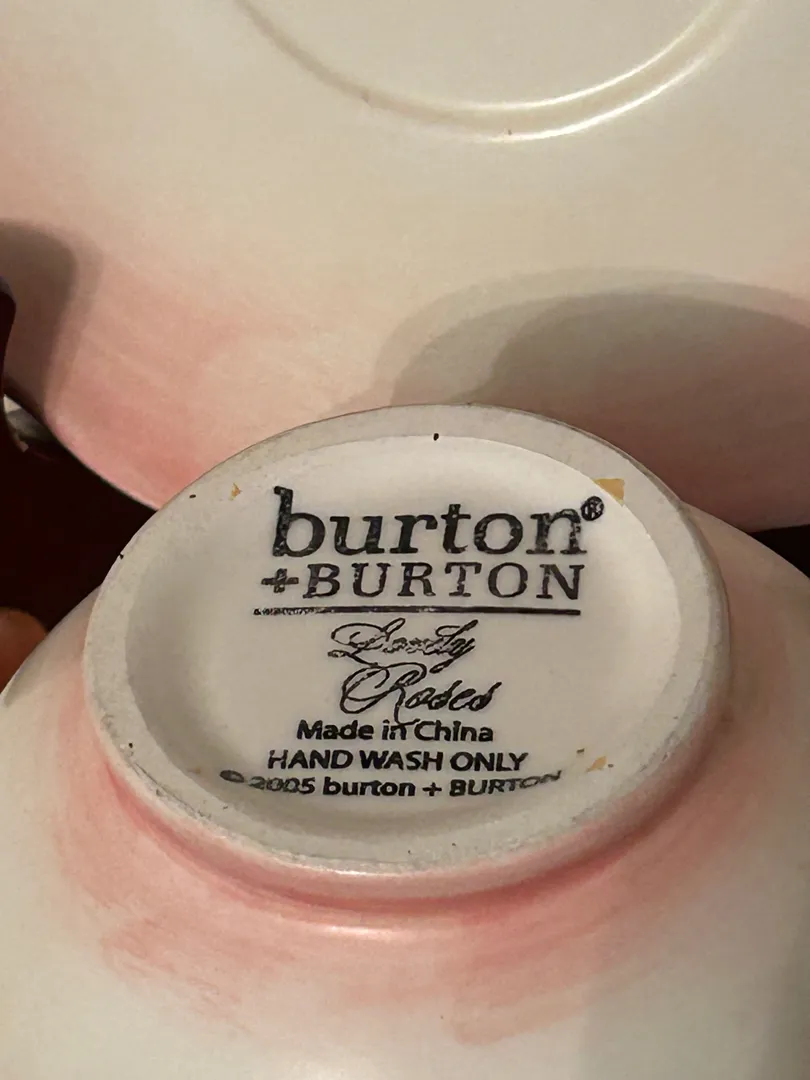 burton®
+BURTON
Lovely
Roses
Made in China
HAND WASH ONLY
©2005 burton + BURTON